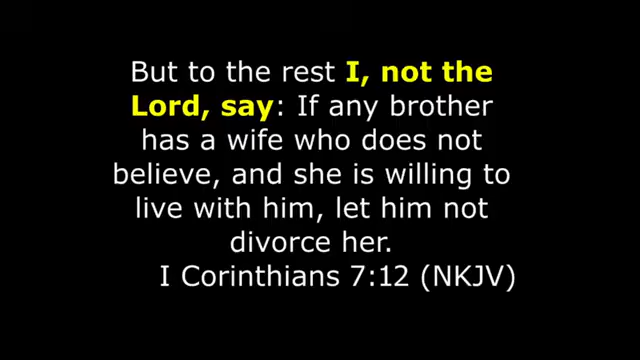 But to the rest I, not the
Lord, say: If any brother
has a wife who does not
believe, and she is willing to
live with him, let him not
divorce her.
I Corinthians 7:12 (NKJV)